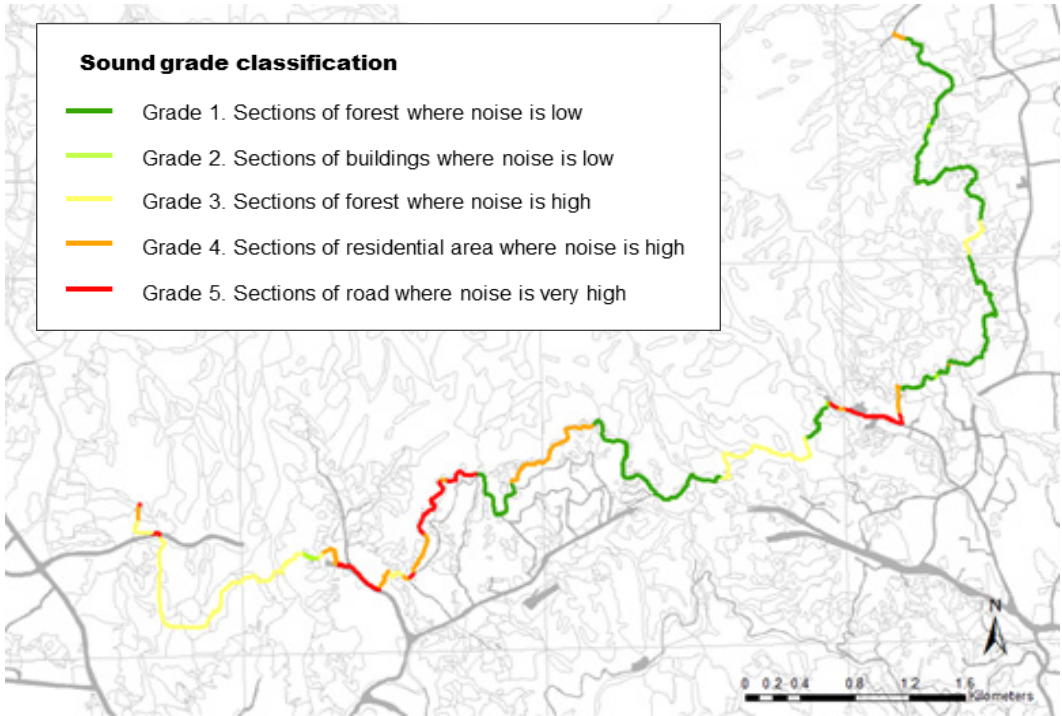 Sound grade classification
Grade 1. Sections of forest where noise is low
Grade 2. Sections of buildings where noise is low
Grade 3. Sections of forest where noise is high
Grade 4. Sections of residential area where noise is high
Grade 5. Sections of road where noise is very high
N
0 0.2 0.4 0.8 1.2 1.6
Kilometers